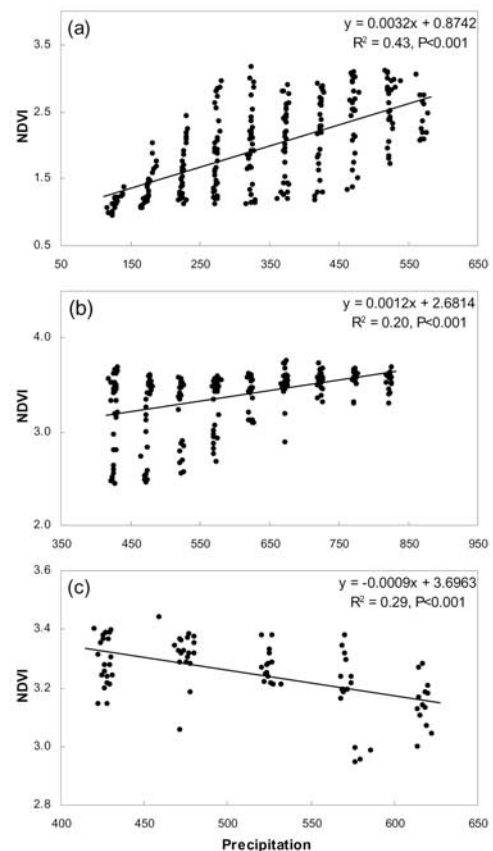 (a)
y = 0.0032x + 0.8742
R² = 0.43, P<0.001
3.5
2.5
1.5
0.5
NDVI
50 150 250 350 450 550 650
(b)
y = 0.0012x + 2.6814
R² = 0.20, P<0.001
4.0
3.0
2.0
NDVI
350 450 550 650 750 850 950
(c)
y = -0.0009x + 3.6963
R² = 0.29, P<0.001
3.6
3.4
3.2
3.0
2.8
NDVI
400 450 500 550 600 650
Precipitation